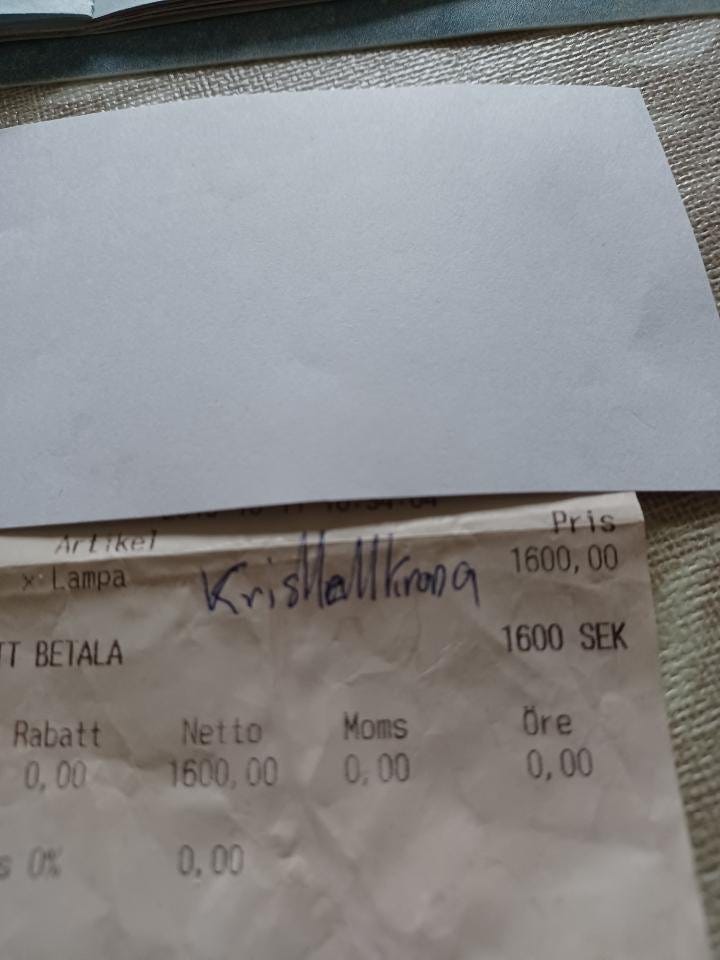 Artikel Pris
x Lampa Kristallkrona 1600,00
TT BETALA 1600 SEK
Rabatt Netto Moms Öre
0,00 1600,00 0,00 0,00
s 0% 0,00